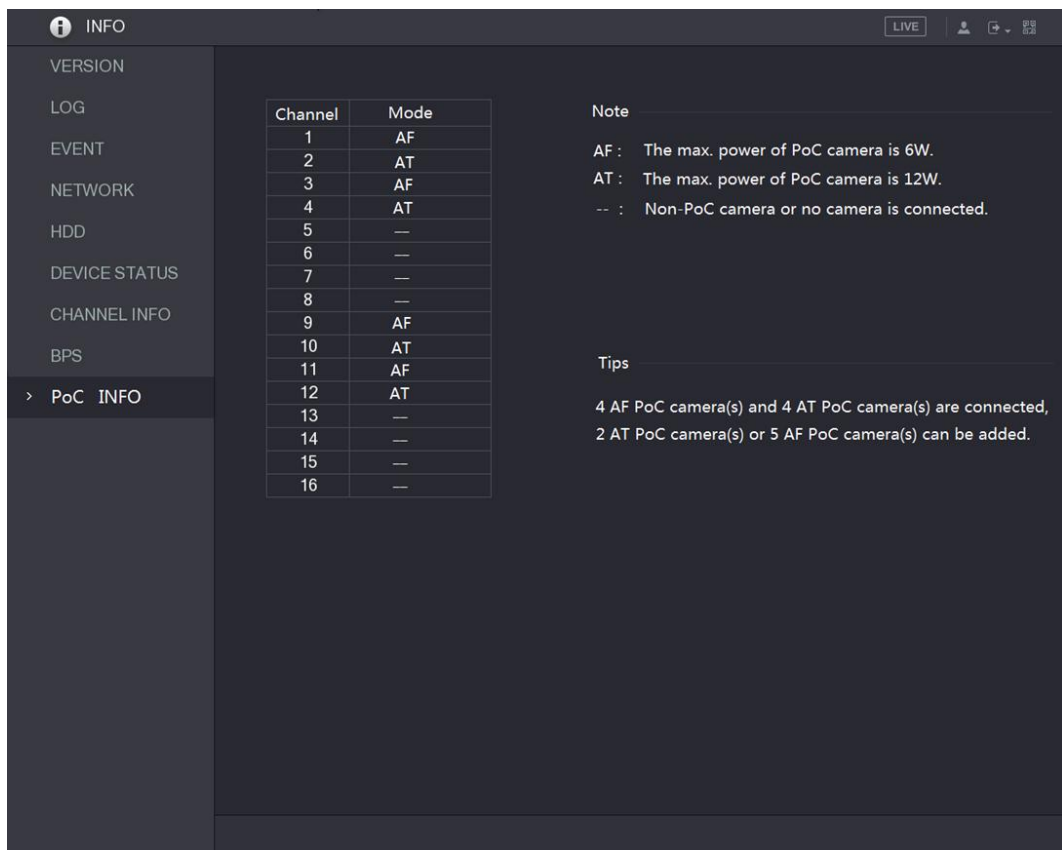 INFO
LIVE
VERSION
LOG
EVENT
NETWORK
HDD
DEVICE STATUS
CHANNEL INFO
BPS
> PoC INFO
Channel Mode
1 AF
2 AT
3 AF
4 AT
5 —
6 —
7 —
8 —
9 AF
10 AT
11 AF
12 AT
13 —
14 —
15 —
16 —
Note
AF : The max. power of PoC camera is 6W.
AT : The max. power of PoC camera is 12W.
-- : Non-PoC camera or no camera is connected.
Tips
4 AF PoC camera(s) and 4 AT PoC camera(s) are connected,
2 AT PoC camera(s) or 5 AF PoC camera(s) can be added.